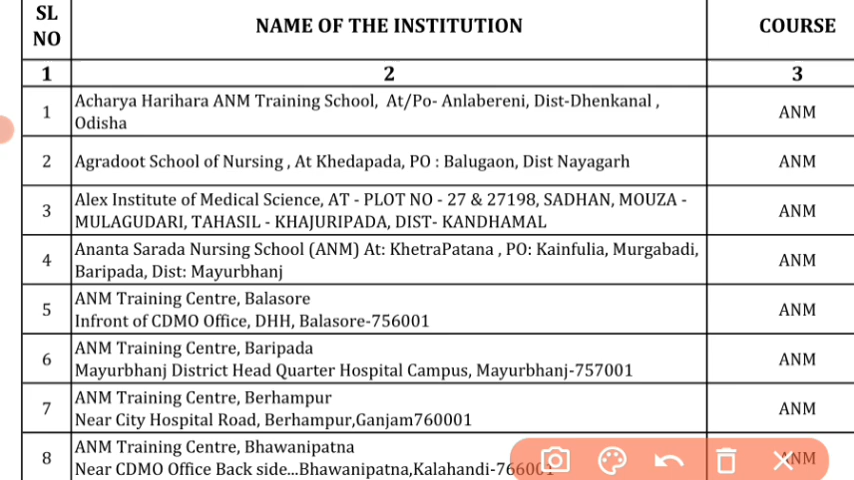 SL NO
NAME OF THE INSTITUTION
COURSE
1
2
3
1
Acharya Harihara ANM Training School, At/Po- Anlabereni, Dist-Dhenkanal ,
Odisha
ANM
2
Agradoot School of Nursing , At Khedapada, PO : Balugaon, Dist Nayagarh
ANM
3
Alex Institute of Medical Science, AT - PLOT NO - 27 & 27198, SADHAN, MOUZA -
MULAGUDARI, TAHASIL - KHAJURIPADA, DIST- KANDHAMAL
ANM
4
Ananta Sarada Nursing School (ANM) At: KhetraPatana , PO: Kainfulia, Murgabadi,
Baripada, Dist: Mayurbhanj
ANM
5
ANM Training Centre, Balasore
Infront of CDMO Office, DHH, Balasore-756001
ANM
6
ANM Training Centre, Baripada
Mayurbhanj District Head Quarter Hospital Campus, Mayurbhanj-757001
ANM
7
ANM Training Centre, Berhampur
Near City Hospital Road, Berhampur,Ganjam760001
ANM
8
ANM Training Centre, Bhawanipatna
Near CDMO Office Back side...Bhawanipatna,Kalahandi-766001
ANM